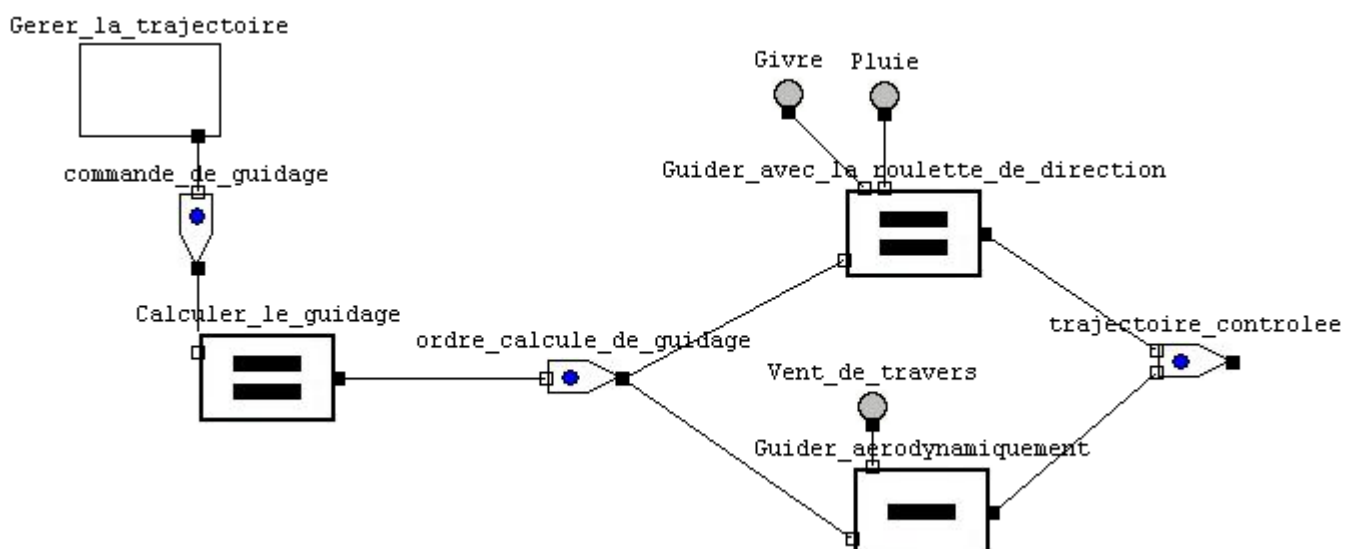 Gerer_la_trajectoire
Givre
Pluie
commande_de_guidage
Guider_avec_la_roulette_de_direction
Calculer_le_guidage
ordre_calcule_de_guidage
trajectoire_controlee
Vent_de_travers
Guider_aerodynamiquement